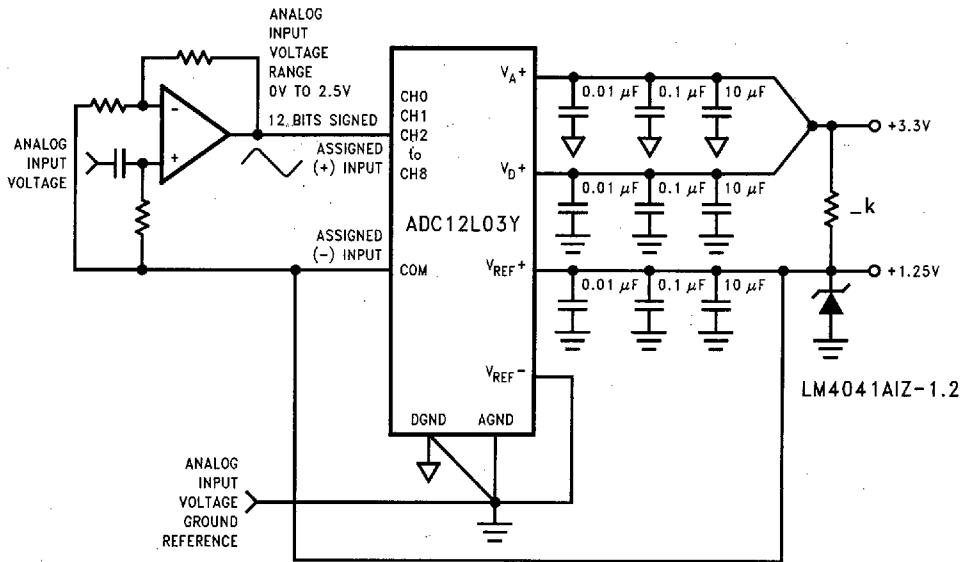 ANALOG
INPUT
VOLTAGE
RANGE
0V TO 2.5V
12 BITS SIGNED
ASSIGNED
(+) INPUT
-
+
ANALOG
INPUT
VOLTAGE
ASSIGNED
(−) INPUT
CH0
CH1
CH2
to
CH8
COM
ADC12L03Y
VA+
VD+
VREF+
VREF−
DGND
AGND
0.01 µF
0.1 µF
10 µF
0.01 µF
0.1 µF
10 µF
0.01 µF
0.1 µF
10 µF
+3.3V
_k
+1.25V
LM4041AIZ-1.2
ANALOG
INPUT
VOLTAGE
GROUND
REFERENCE